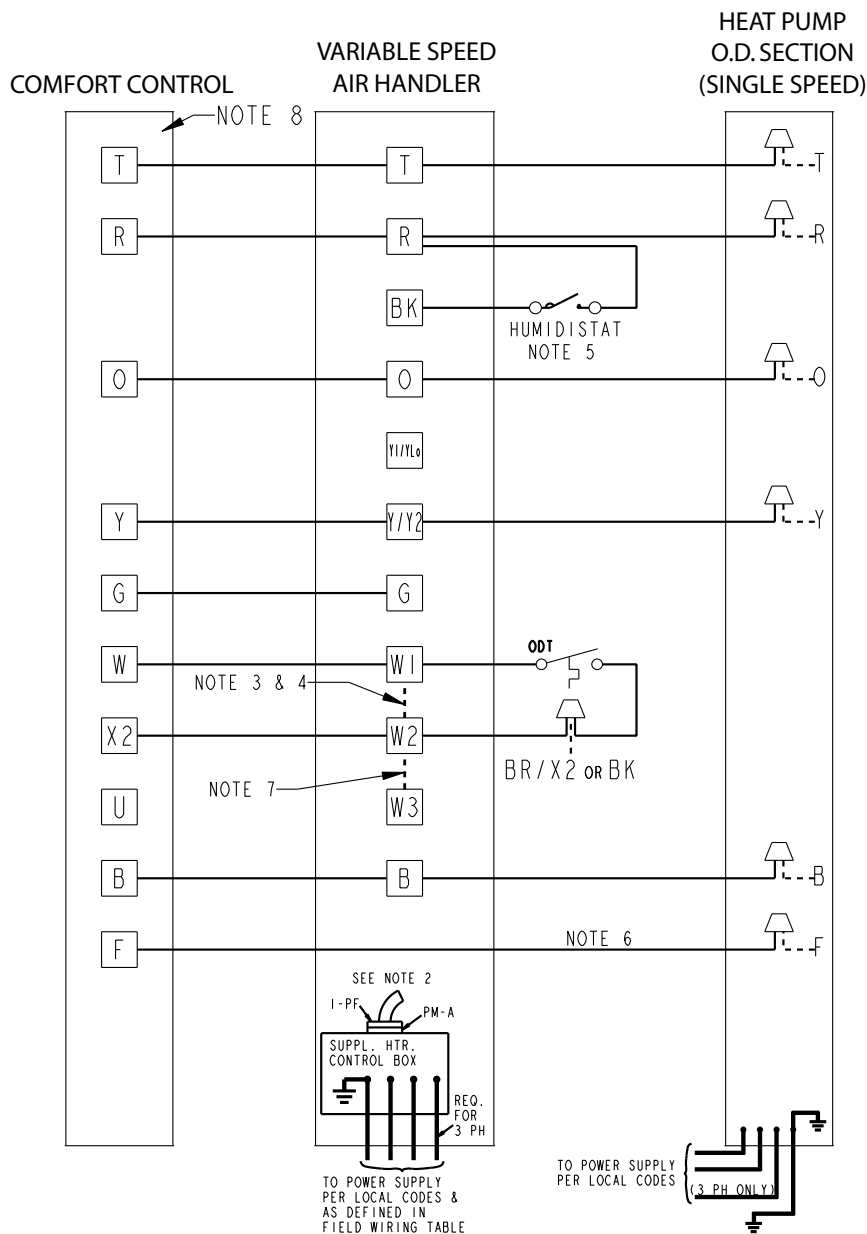 COMFORT CONTROL
VARIABLE SPEED
AIR HANDLER
HEAT PUMP
O.D. SECTION
(SINGLE SPEED)
NOTE 8
T T T
R R R
BK
HUMIDISTAT
NOTE 5
O O O
Y1/YLo
Y Y/Y2 Y
G G
W W1 ODT
NOTE 3 & 4
X2 W2
BR/X2 OR BK
NOTE 7
U W3
B B B
F NOTE 6 F
SEE NOTE 2
1-PF PM-A
SUPPL. HTR.
CONTROL BOX
REQ.
FOR
3 PH
TO POWER SUPPLY
PER LOCAL CODES &
AS DEFINED IN
FIELD WIRING TABLE
TO POWER SUPPLY
PER LOCAL CODES
(3 PH ONLY)